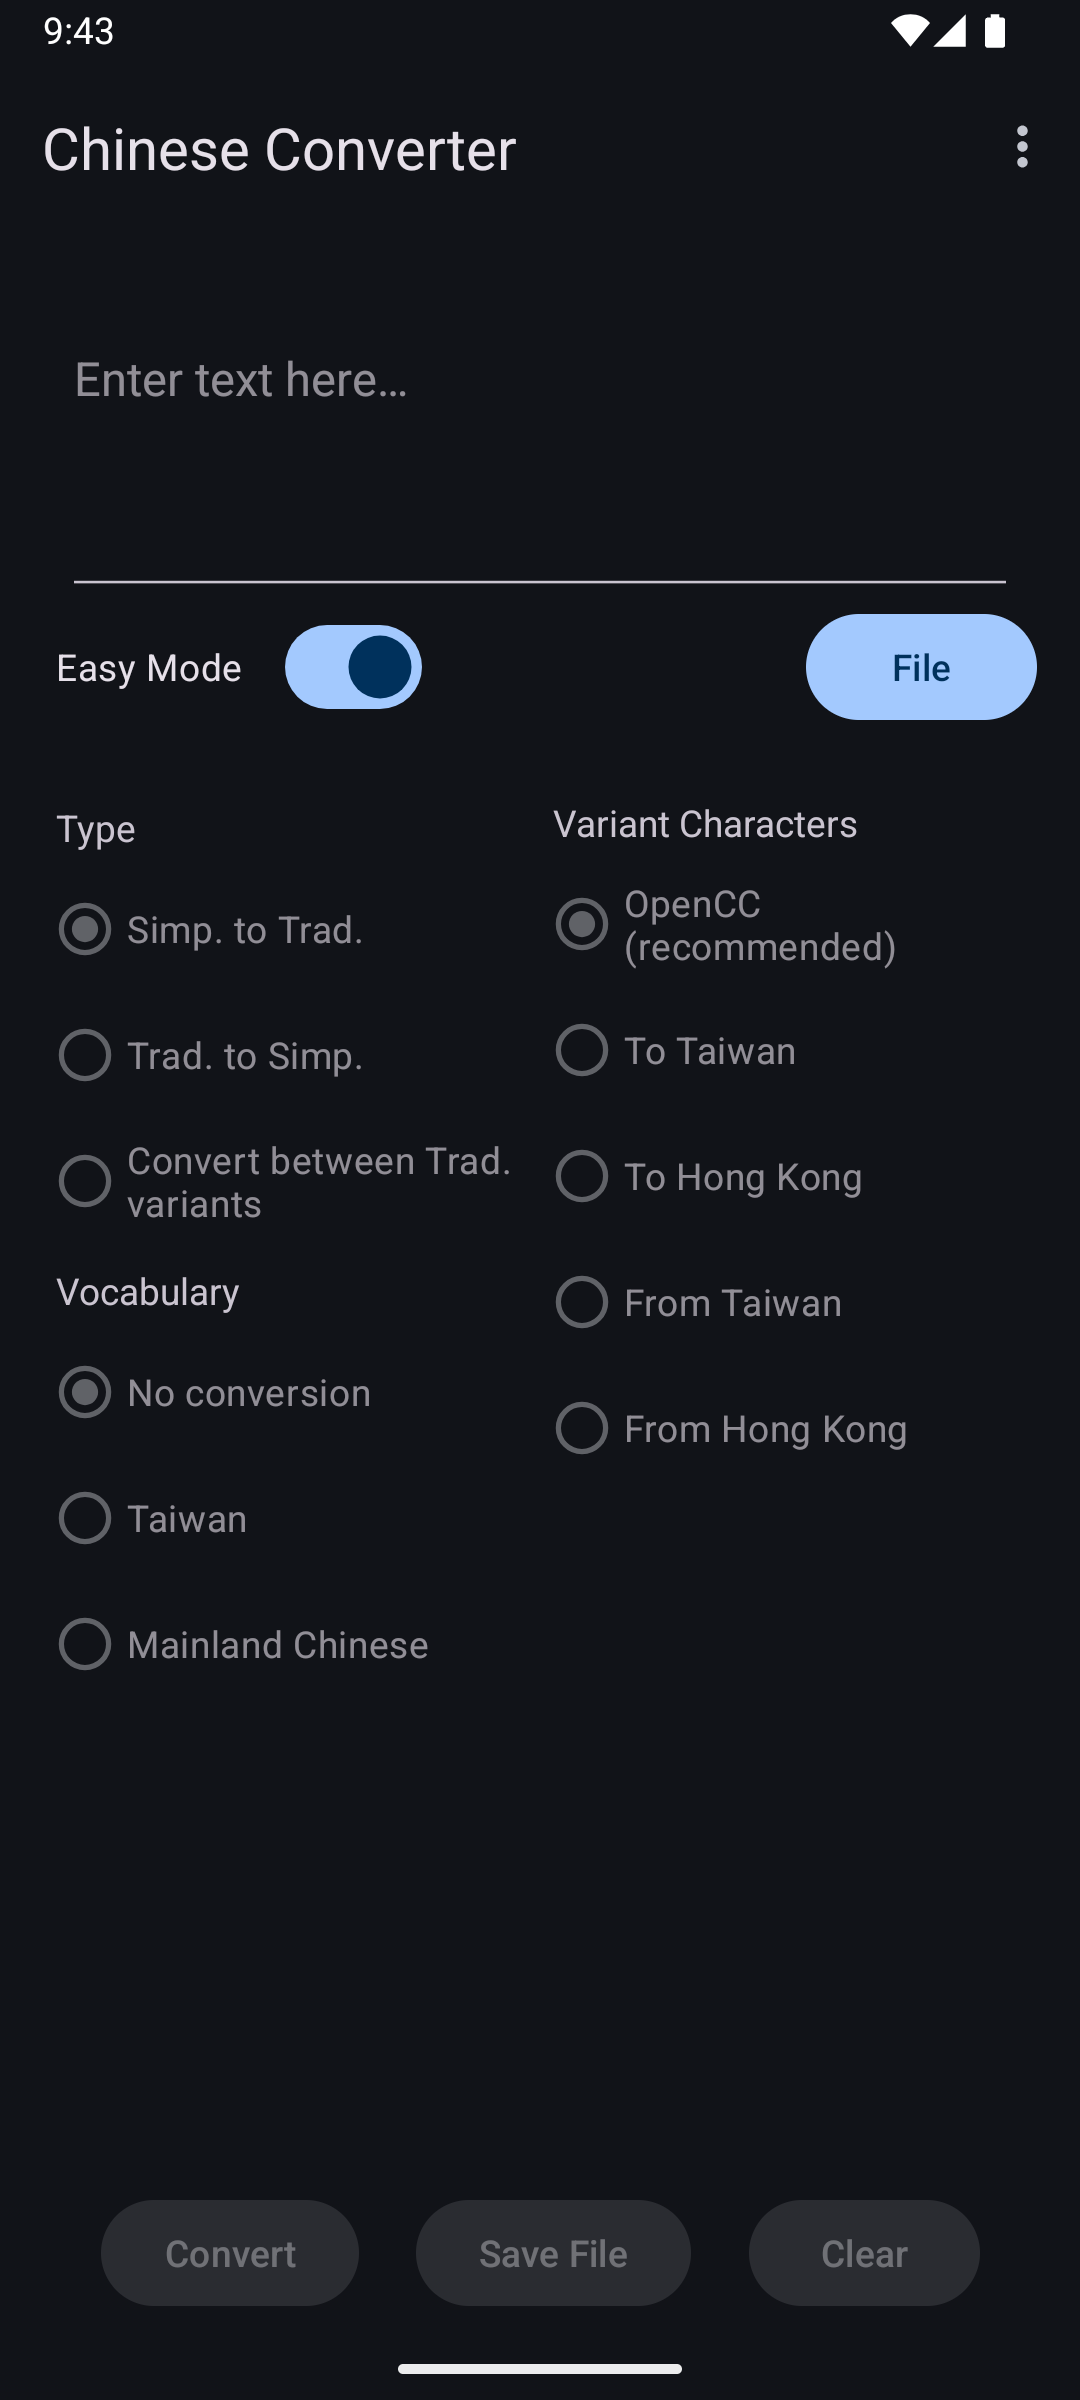 9:43
Chinese Converter
Enter text here…
Easy Mode
File
Type
Simp. to Trad.
Trad. to Simp.
Convert between Trad.
variants
Vocabulary
No conversion
Taiwan
Mainland Chinese
Variant Characters
OpenCC
(recommended)
To Taiwan
To Hong Kong
From Taiwan
From Hong Kong
Convert
Save File
Clear